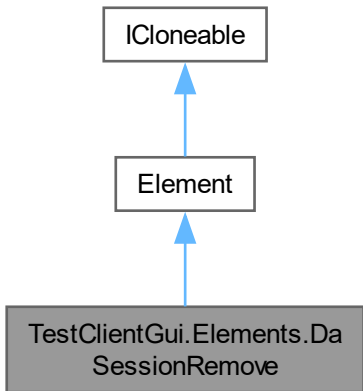 ICloneable
Element
TestClientGui.Elements.Da
SessionRemove